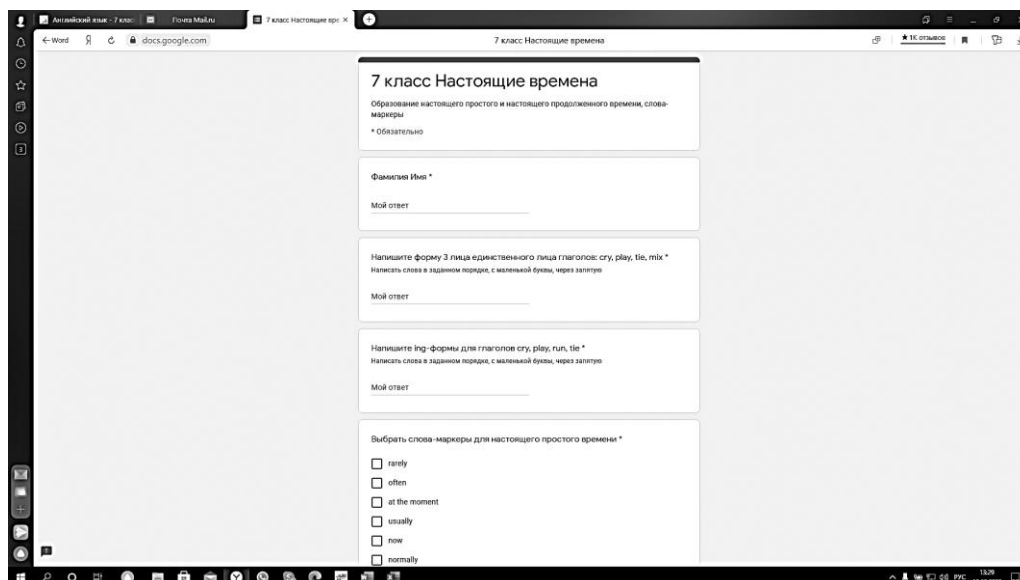 Английский язык - 7 клас
Почта Mail.ru
7 класс Настоящие вре
←Word
docs.google.com
7 класс Настоящие времена
★ 1К отзывов
7 класс Настоящие времена
Образование настоящего простого и настоящего продолженного времени, слова-
маркеры
* Обязательно
Фамилия Имя *
Мой ответ
Напишите форму 3 лица единственного лица глаголов: cry, play, tie, mix *
Написать слова в заданном порядке, с маленькой буквы, через запятую
Мой ответ
Напишите ing-формы для глаголов cry, play, run, tie *
Написать слова в заданном порядке, с маленькой буквы, через запятую
Мой ответ
Выбрать слова-маркеры для настоящего простого времени *
rarely
often
at the moment
usually
now
normally
3
РУС
13:29